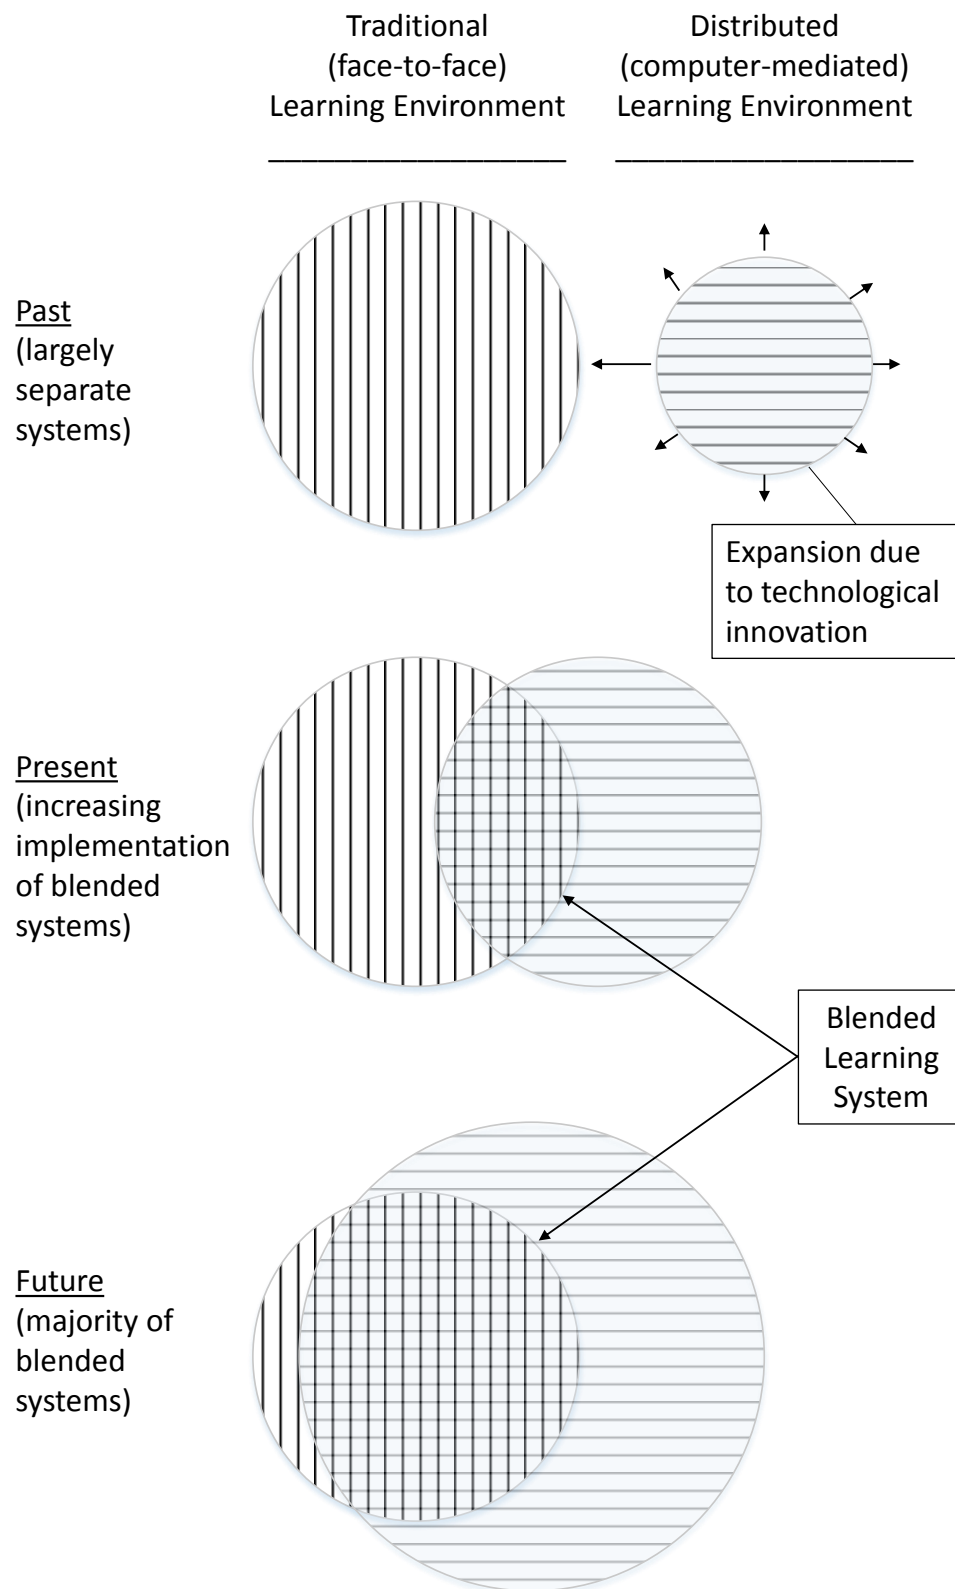 Traditional
(face-to-face)
Learning Environment
Distributed
(computer-mediated)
Learning Environment
Past
(largely
separate
systems)
Expansion due
to technological
innovation
Present
(increasing
implementation
of blended
systems)
Blended
Learning
System
Future
(majority of
blended
systems)